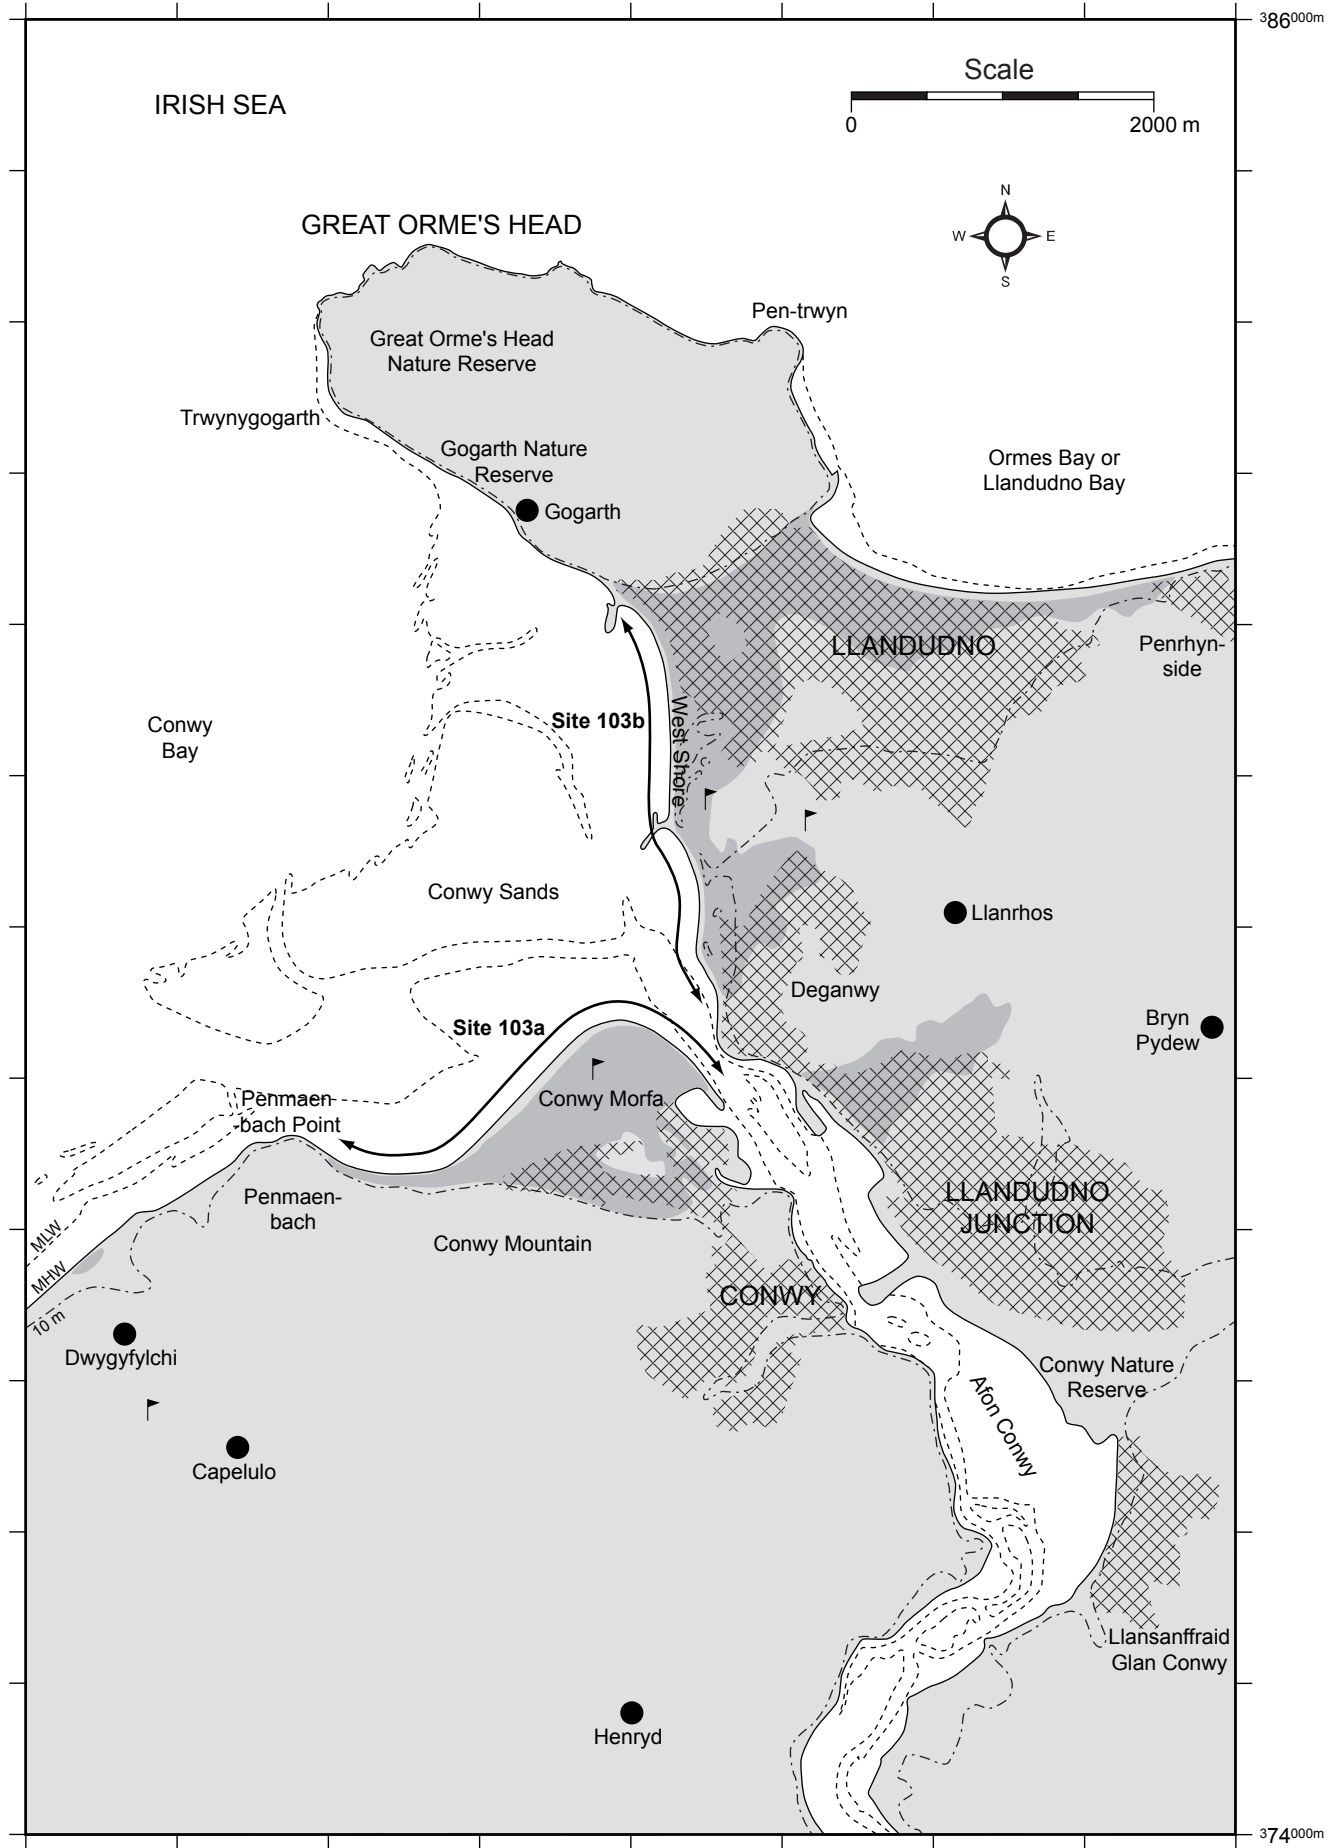 386000m
Scale
0 2000 m
IRISH SEA
N
W E
S
GREAT ORME'S HEAD
Pen-trwyn
Great Orme's Head
Nature Reserve
Trwynygogarth
Gogarth Nature
Reserve
Gogarth
Ormes Bay or
Llandudno Bay
LLANDUDNO
Penrhyn-
side
Conwy
Bay
Site 103b
West Shore
Conwy Sands
Llanrhos
Deganwy
Bryn
Pydew
Site 103a
Penmaen
bach Point
Conwy Morfa
Penmaen-
bach
LLANDUDNO
JUNCTION
Conwy Mountain
MLW
MHW
10 m
CONWY
Dwygyfylchi
Conwy Nature
Reserve
Afon Conwy
Capelulo
Llansanffraid
Glan Conwy
Henryd
374000m